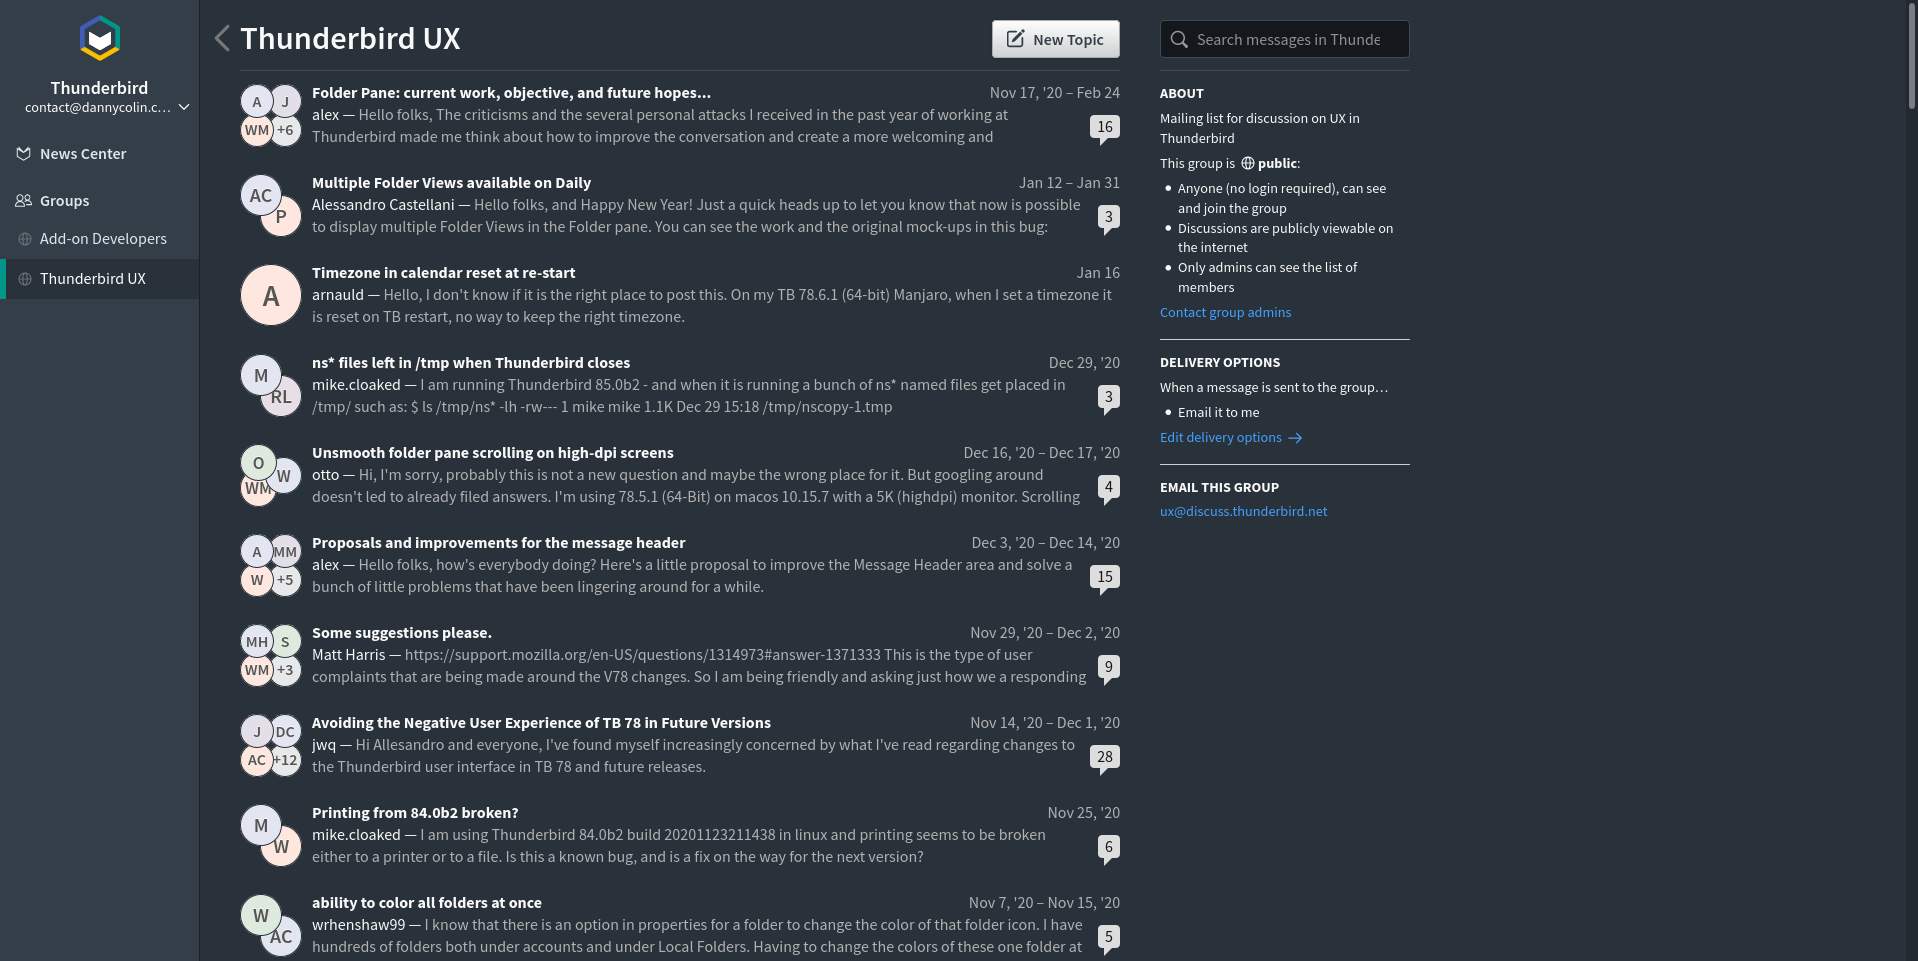 Thunderbird
contact@dannycolin.c…
News Center
Groups
Add-on Developers
Thunderbird UX
Thunderbird UX
New Topic
A J
WM +6
Folder Pane: current work, objective, and future hopes...
Nov 17, '20 – Feb 24
alex — Hello folks, The criticisms and the several personal attacks I received in the past year of working at
Thunderbird made me think about how to improve the conversation and create a more welcoming and
16
AC
P
Multiple Folder Views available on Daily
Jan 12 – Jan 31
Alessandro Castellani — Hello folks, and Happy New Year! Just a quick heads up to let you know that now is possible
to display multiple Folder Views in the Folder pane. You can see the work and the original mock-ups in this bug:
3
A
Timezone in calendar reset at re-start
Jan 16
arnauld — Hello, I don't know if it is the right place to post this. On my TB 78.6.1 (64-bit) Manjaro, when I set a timezone it
is reset on TB restart, no way to keep the right timezone.
M
RL
ns* files left in /tmp when Thunderbird closes
Dec 29, '20
mike.cloaked — I am running Thunderbird 85.0b2 - and when it is running a bunch of ns* named files get placed in
/tmp/ such as: $ ls /tmp/ns* -lh -rw--- 1 mike mike 1.1K Dec 29 15:18 /tmp/nscopy-1.tmp
3
O W
WM
Unsmooth folder pane scrolling on high-dpi screens
Dec 16, '20 – Dec 17, '20
otto — Hi, I'm sorry, probably this is not a new question and maybe the wrong place for it. But googling around
doesn't led to already filed answers. I'm using 78.5.1 (64-Bit) on macos 10.15.7 with a 5K (highdpi) monitor. Scrolling
4
A MM
W +5
Proposals and improvements for the message header
Dec 3, '20 – Dec 14, '20
alex — Hello folks, how's everybody doing? Here's a little proposal to improve the Message Header area and solve a
bunch of little problems that have been lingering around for a while.
15
MH S
WM +3
Some suggestions please.
Nov 29, '20 – Dec 2, '20
Matt Harris — https://support.mozilla.org/en-US/questions/1314973#answer-1371333 This is the type of user
complaints that are being made around the V78 changes. So I am being friendly and asking just how we a responding
9
J DC
AC +12
Avoiding the Negative User Experience of TB 78 in Future Versions
Nov 14, '20 – Dec 1, '20
jwq — Hi Allesandro and everyone, I've found myself increasingly concerned by what I've read regarding changes to
the Thunderbird user interface in TB 78 and future releases.
28
M
W
Printing from 84.0b2 broken?
Nov 25, '20
mike.cloaked — I am using Thunderbird 84.0b2 build 20201123211438 in linux and printing seems to be broken
either to a printer or to a file. Is this a known bug, and is a fix on the way for the next version?
6
W
AC
ability to color all folders at once
Nov 7, '20 – Nov 15, '20
wrhenshaw99 — I know that there is an option in properties for a folder to change the color of that folder icon. I have
hundreds of folders both under accounts and under Local Folders. Having to change the colors of these one folder at
5
Search messages in Thunde
ABOUT
Mailing list for discussion on UX in
Thunderbird
This group is public:
• Anyone (no login required), can see
and join the group
• Discussions are publicly viewable on
the internet
• Only admins can see the list of
members
Contact group admins
DELIVERY OPTIONS
When a message is sent to the group…
• Email it to me
Edit delivery options →
EMAIL THIS GROUP
ux@discuss.thunderbird.net